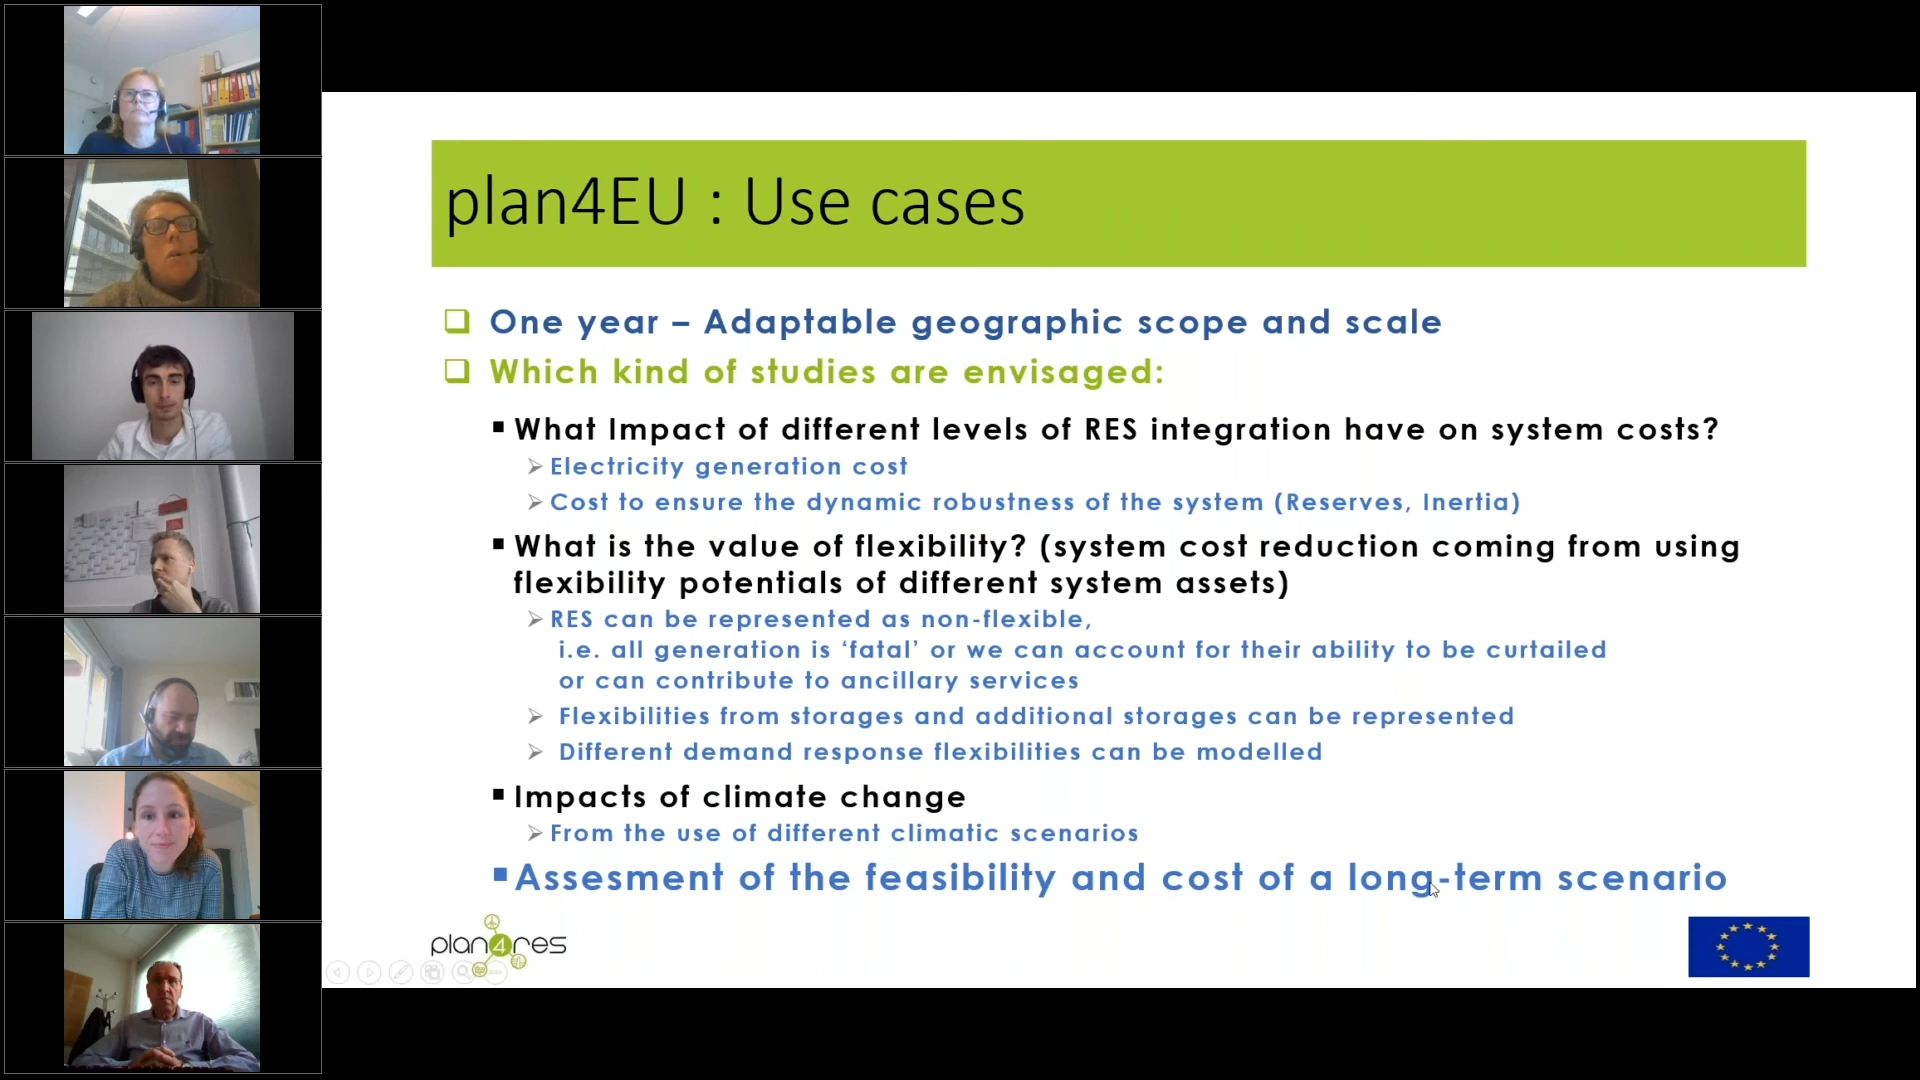 plan4EU : Use cases
One year – Adaptable geographic scope and scale
Which kind of studies are envisaged:
What Impact of different levels of RES integration have on system costs?
Electricity generation cost
Cost to ensure the dynamic robustness of the system (Reserves, Inertia)
What is the value of flexibility? (system cost reduction coming from using
flexibility potentials of different system assets)
RES can be represented as non-flexible,
i.e. all generation is ‘fatal’ or we can account for their ability to be curtailed
or can contribute to ancillary services
Flexibilities from storages and additional storages can be represented
Different demand response flexibilities can be modelled
Impacts of climate change
From the use of different climatic scenarios
Assesment of the feasibility and cost of a long-term scenario
plan4res